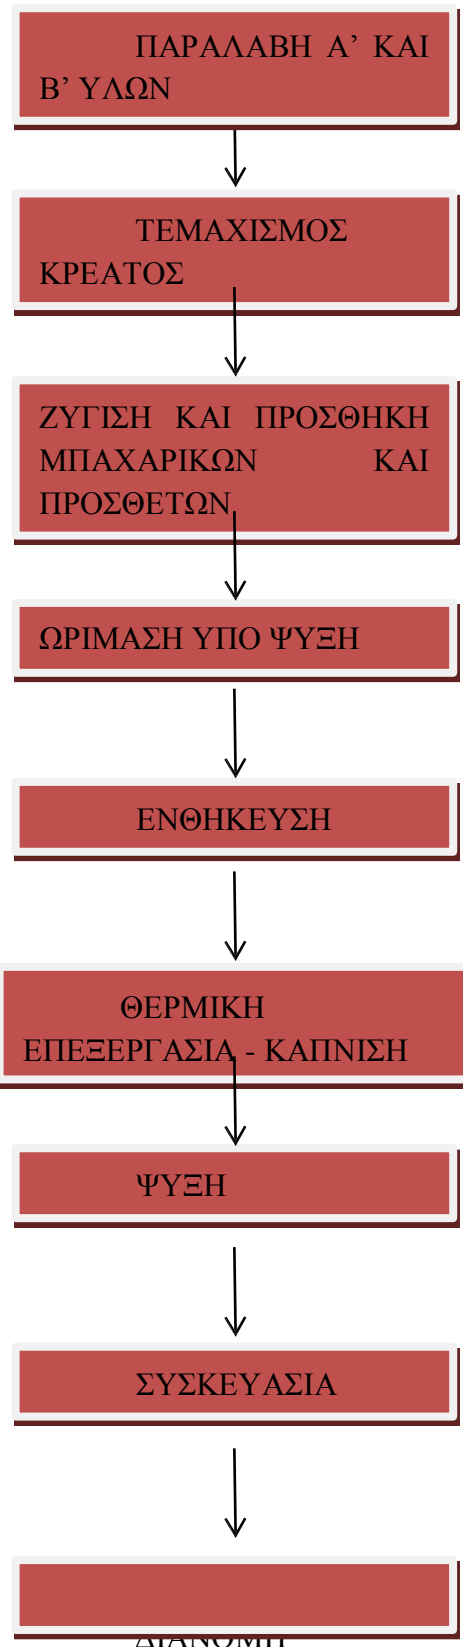 ΠΑΡΑΛΑΒΗ Α’ ΚΑΙ
Β’ ΥΛΩΝ
ΤΕΜΑΧΙΣΜΟΣ
ΚΡΕΑΤΟΣ
ΖΥΓΙΣΗ ΚΑΙ ΠΡΟΣΘΗΚΗ
ΜΠΑΧΑΡΙΚΩΝ ΚΑΙ
ΠΡΟΣΘΕΤΩΝ
ΩΡΙΜΑΣΗ ΥΠΟ ΨΥΞΗ
ΕΝΘΗΚΕΥΣΗ
ΘΕΡΜΙΚΗ
ΕΠΕΞΕΡΓΑΣΙΑ - ΚΑΠΝΙΣΗ
ΨΥΞΗ
ΣΥΣΚΕΥΑΣΙΑ
ΔΙΑΝΟΜΗ